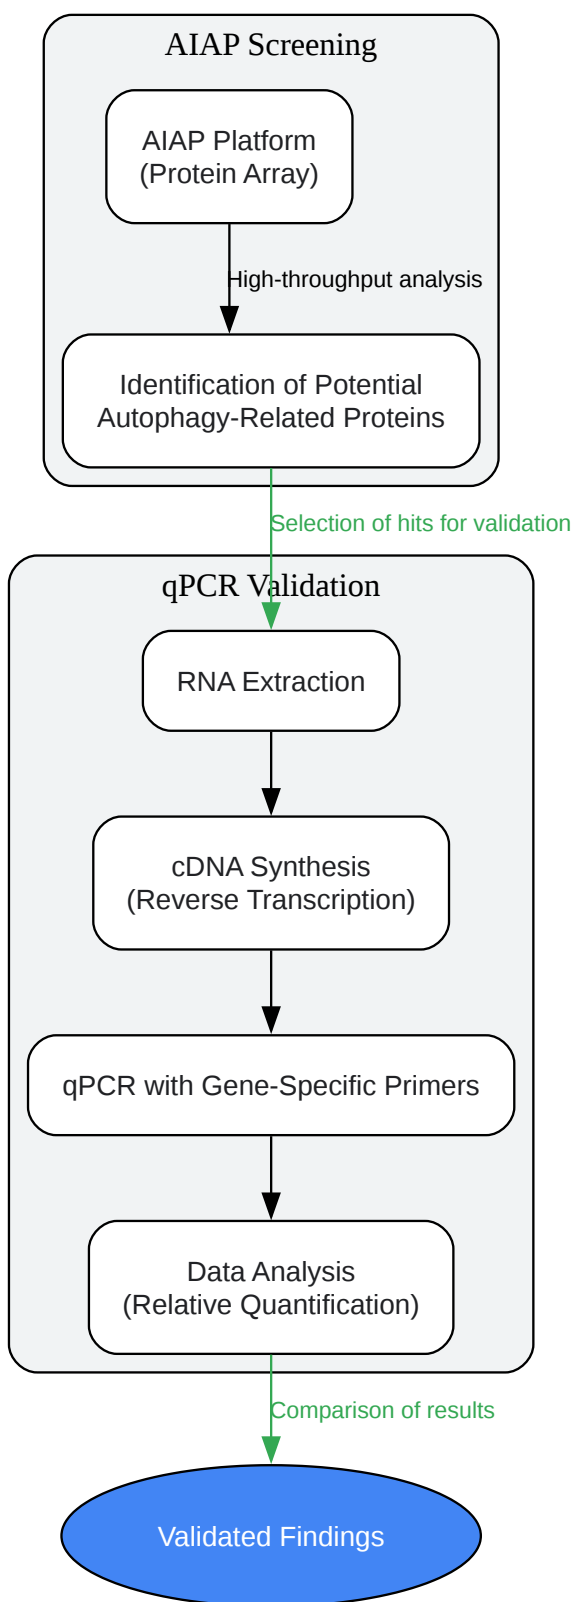 AIAP Screening
AIAP Platform
(Protein Array)
High-throughput analysis
Identification of Potential
Autophagy-Related Proteins
Selection of hits for validation
qPCR Validation
RNA Extraction
cDNA Synthesis
(Reverse Transcription)
qPCR with Gene-Specific Primers
Data Analysis
(Relative Quantification)
Comparison of results
Validated Findings